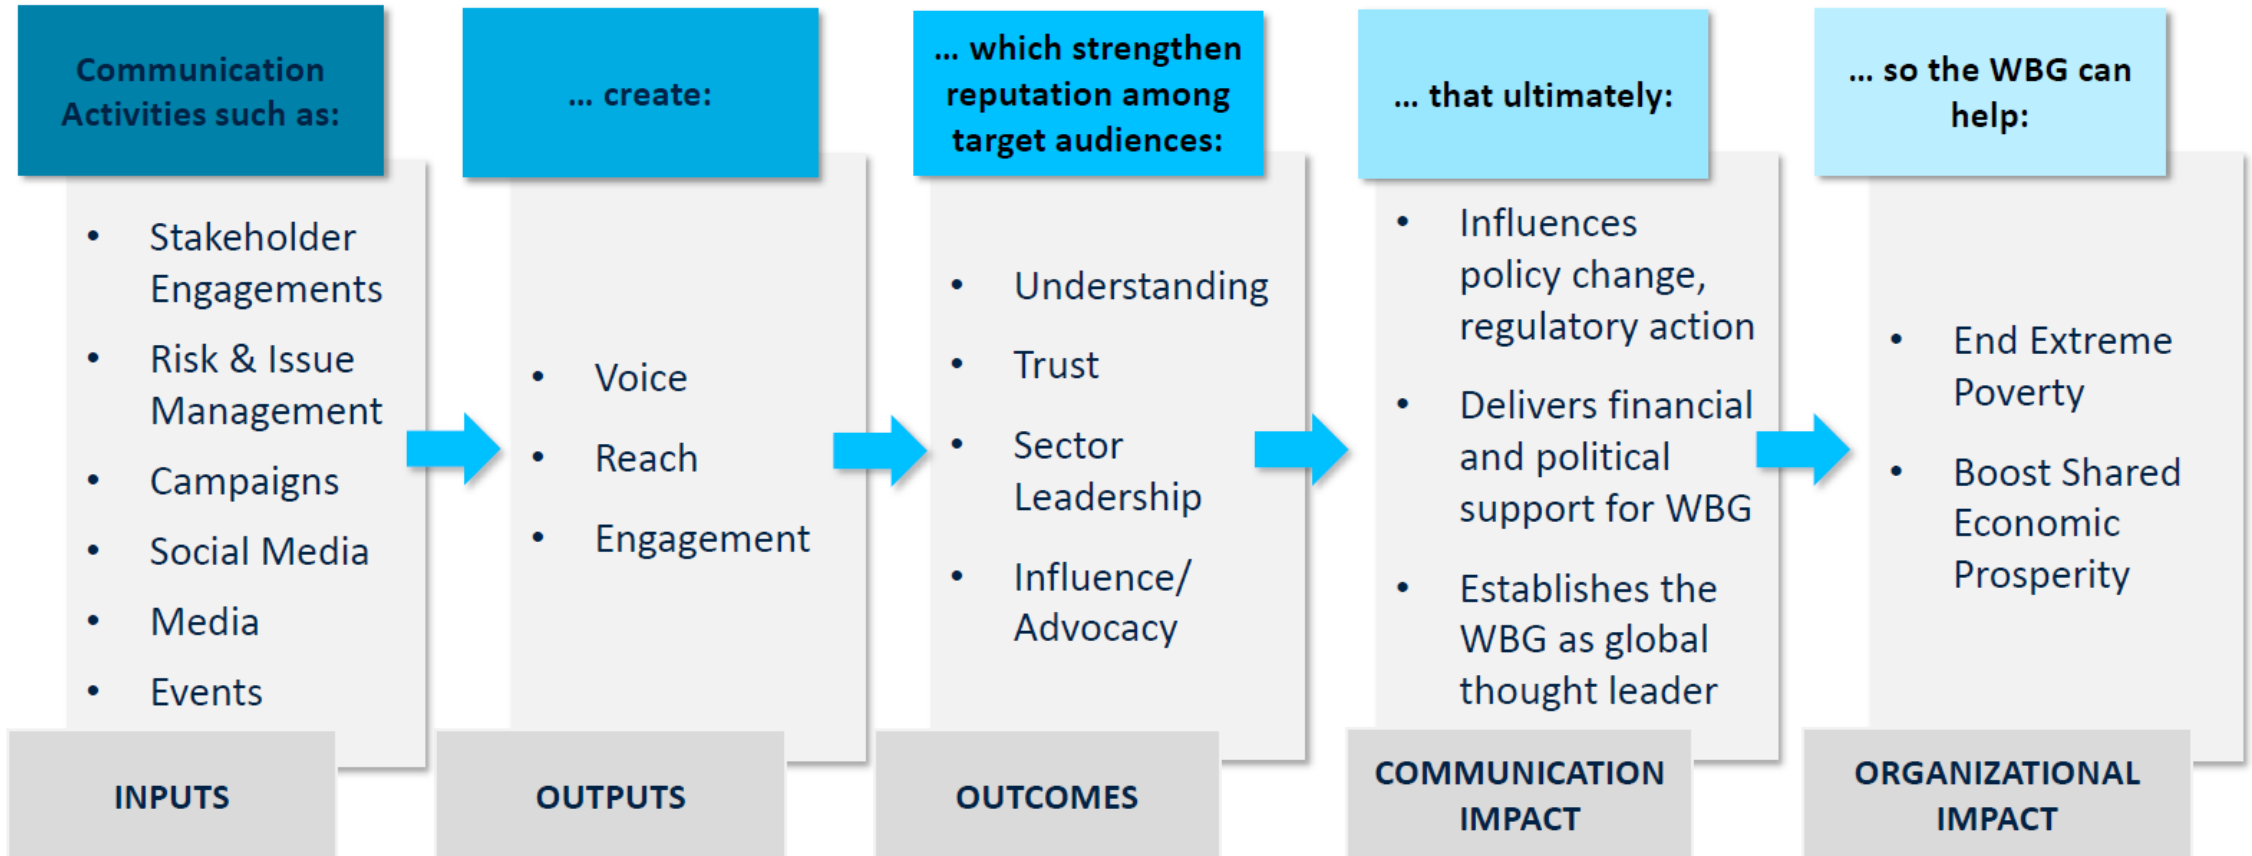 Communication
Activities such as:
• Stakeholder
Engagements
• Risk & Issue
Management
• Campaigns
• Social Media
• Media
• Events
INPUTS
... create:
• Voice
• Reach
• Engagement
OUTPUTS
... which strengthen
reputation among
target audiences:
• Understanding
• Trust
• Sector
Leadership
• Influence/
Advocacy
OUTCOMES
... that ultimately:
• Influences
policy change,
regulatory action
• Delivers financial
and political
support for WBG
• Establishes the
WBG as global
thought leader
COMMUNICATION
IMPACT
... so the WBG can
help:
• End Extreme
Poverty
• Boost Shared
Economic
Prosperity
ORGANIZATIONAL
IMPACT